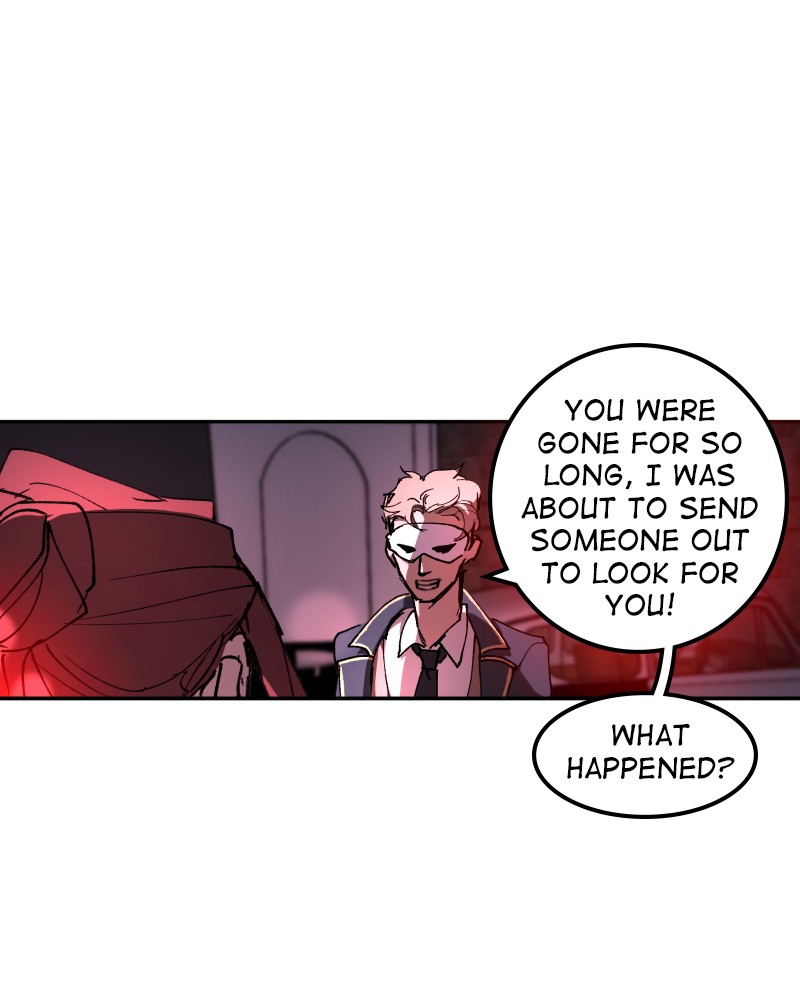 YOU WERE
GONE FOR SO
LONG, I WAS
ABOUT TO SEND
SOMEONE OUT
TO LOOK FOR
YOU!
WHAT
HAPPENED?